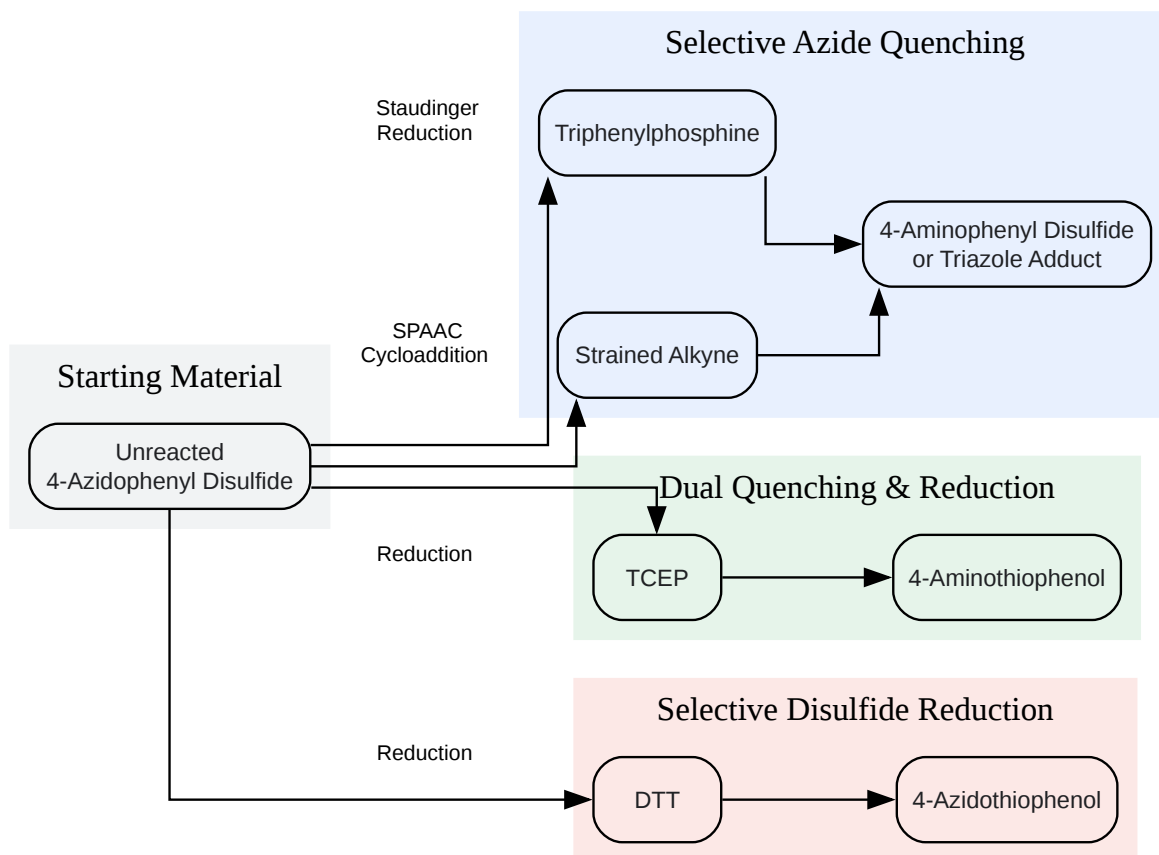 Selective Azide Quenching
Staudinger
Reduction
Triphenylphosphine
4-Aminophenyl Disulfide
or Triazole Adduct
SPAAC
Cycloaddition
Strained Alkyne
Starting Material
Unreacted
4-Azidophenyl Disulfide
Dual Quenching & Reduction
Reduction
TCEP
4-Aminothiophenol
Selective Disulfide Reduction
Reduction
DTT
4-Azidothiophenol